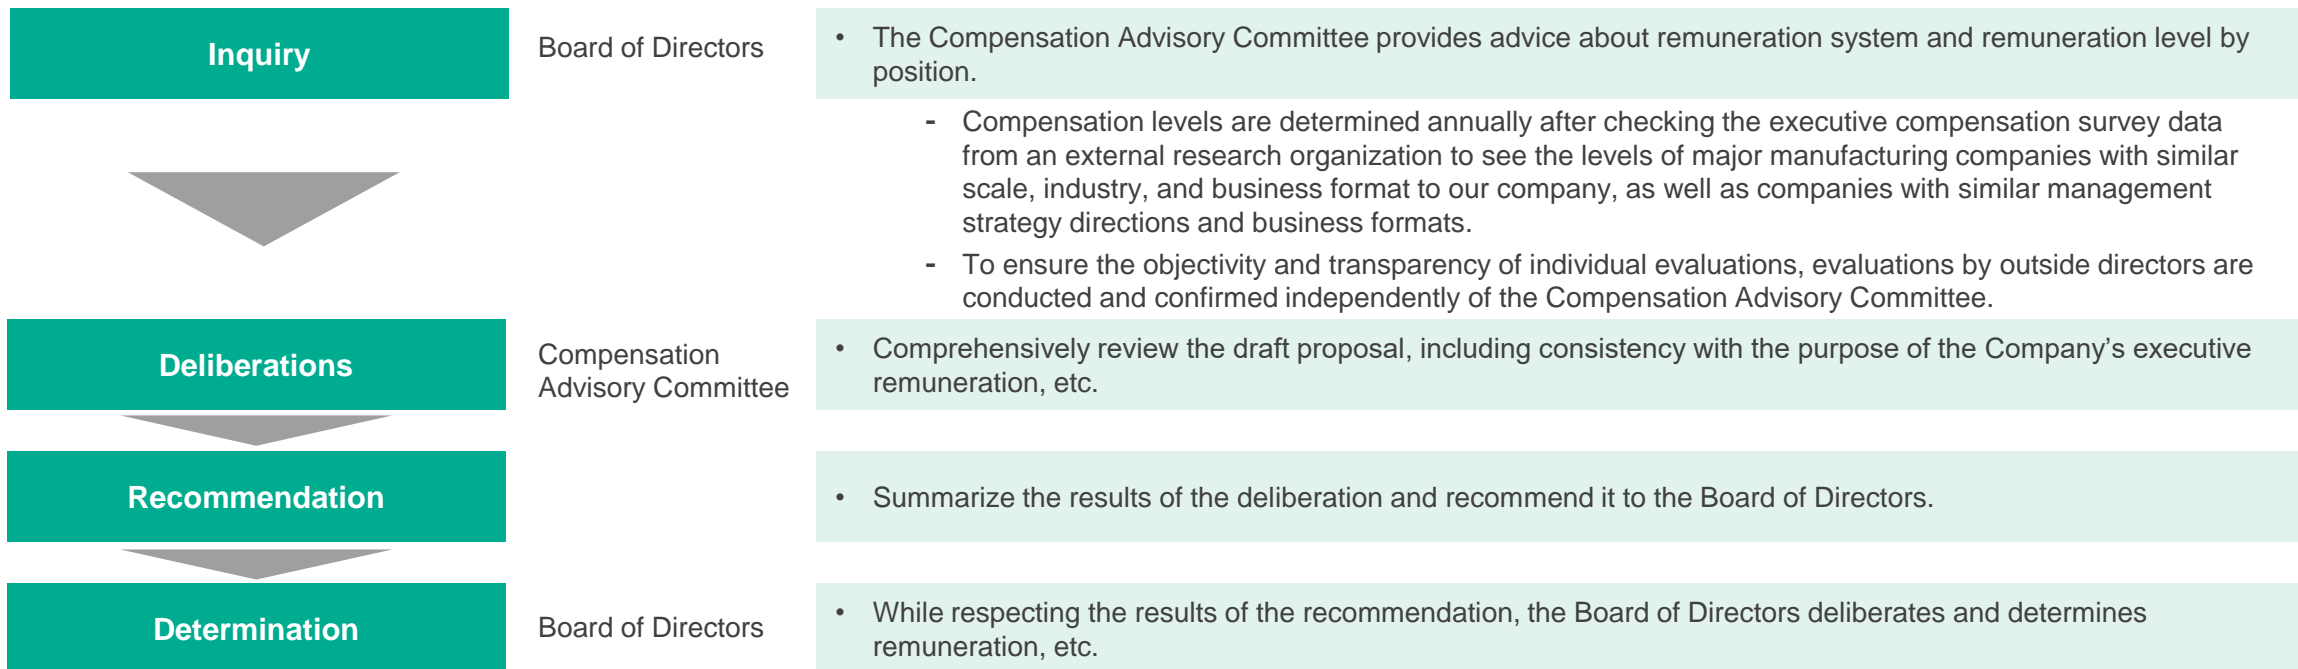 Inquiry
Board of Directors
• The Compensation Advisory Committee provides advice about remuneration system and remuneration level by
position.
- Compensation levels are determined annually after checking the executive compensation survey data
from an external research organization to see the levels of major manufacturing companies with similar
scale, industry, and business format to our company, as well as companies with similar management
strategy directions and business formats.
- To ensure the objectivity and transparency of individual evaluations, evaluations by outside directors are
conducted and confirmed independently of the Compensation Advisory Committee.
Deliberations
Compensation
Advisory Committee
• Comprehensively review the draft proposal, including consistency with the purpose of the Company’s executive
remuneration, etc.
Recommendation
• Summarize the results of the deliberation and recommend it to the Board of Directors.
Determination
Board of Directors
• While respecting the results of the recommendation, the Board of Directors deliberates and determines
remuneration, etc.